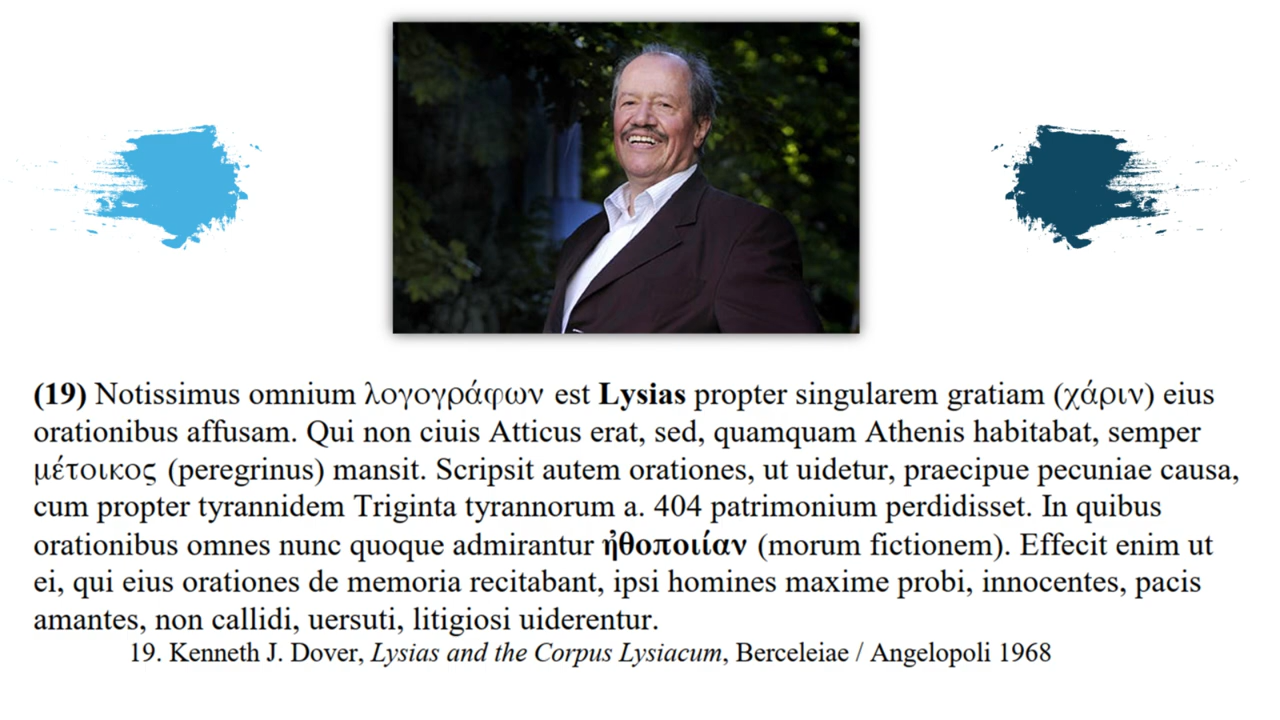 (19) Notissimus omnium λογογράφων est Lysias propter singularem gratiam (χάριν) eius
orationibus affusam. Qui non ciuis Atticus erat, sed, quamquam Athenis habitabat, semper
μέτοικος (peregrinus) mansit. Scripsit autem orationes, ut uidetur, praecipue pecuniae causa,
cum propter tyrannidem Triginta tyrannorum a. 404 patrimonium perdidisset. In quibus
orationibus omnes nunc quoque admirantur ἠθοποιίαν (morum fictionem). Effecit enim ut
ei, qui eius orationes de memoria recitabant, ipsi homines maxime probi, innocentes, pacis
amantes, non callidi, uersuti, litigiosi uiderentur.
19. Kenneth J. Dover, Lysias and the Corpus Lysiacum, Berceleiae / Angelopoli 1968